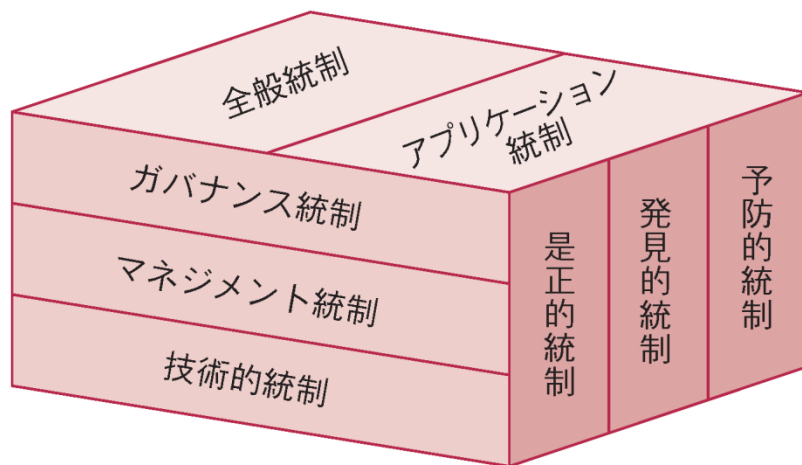 全般統制
アプリケーション
統制
ガバナンス統制
マネジメント統制
技術的統制
是正的統制
発見的統制
予防的統制